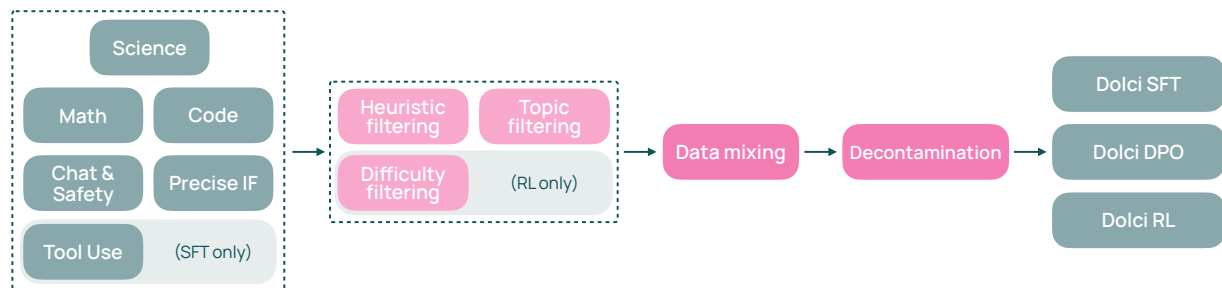 Science
Math
Code
Chat &
Safety
Precise IF
Tool Use
(SFT only)
Heuristic
filtering
Topic
filtering
Difficulty
filtering
(RL only)
Data mixing
Decontamination
Dolci SFT
Dolci DPO
Dolci RL